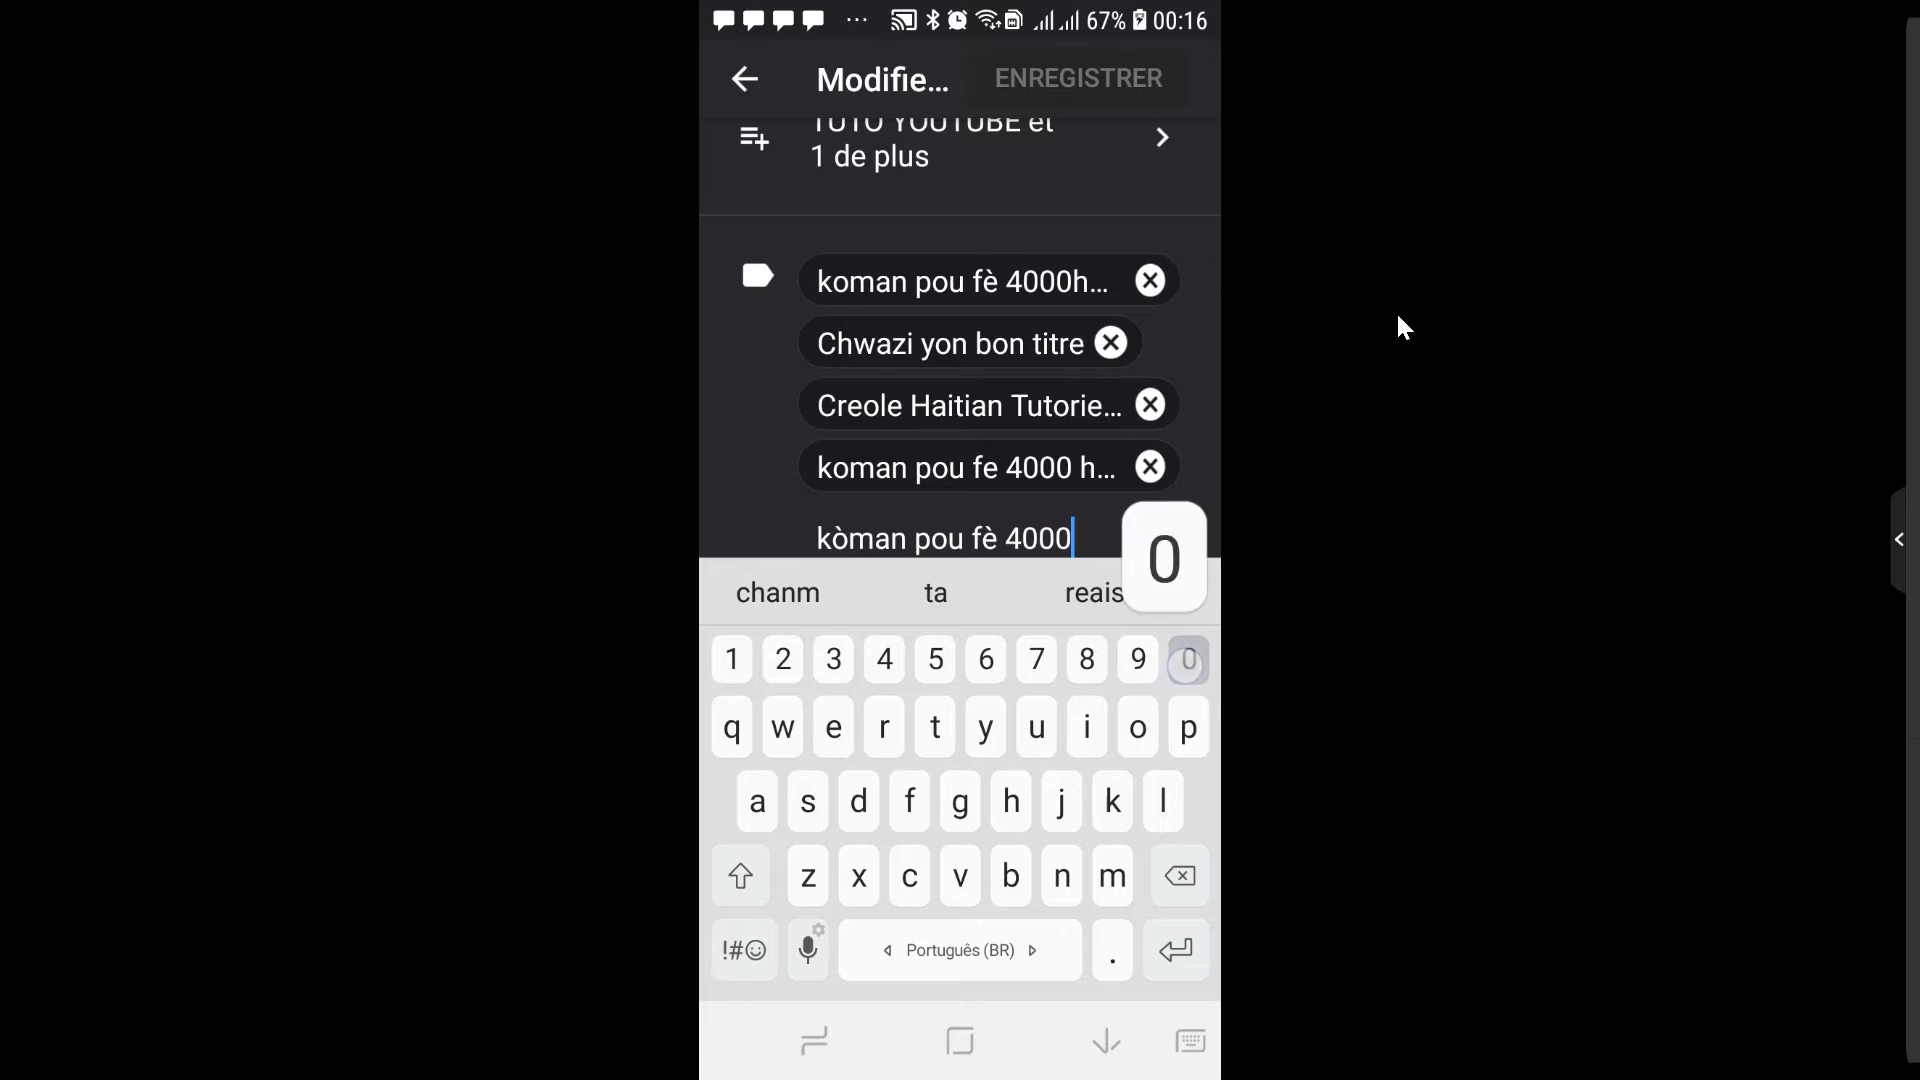 67% 00:16
Modifie... ENREGISTRER
TUTO YOUTUBE et
1 de plus
koman pou fè 4000h...
Chwazi yon bon titre
Creole Haitian Tutorie...
koman pou fe 4000 h...
kòman pou fè 4000
0
chanm ta reais
1 2 3 4 5 6 7 8 9 0
q w e r t y u i o p
a s d f g h j k l
z x c v b n m
!#☺ Português (BR) .